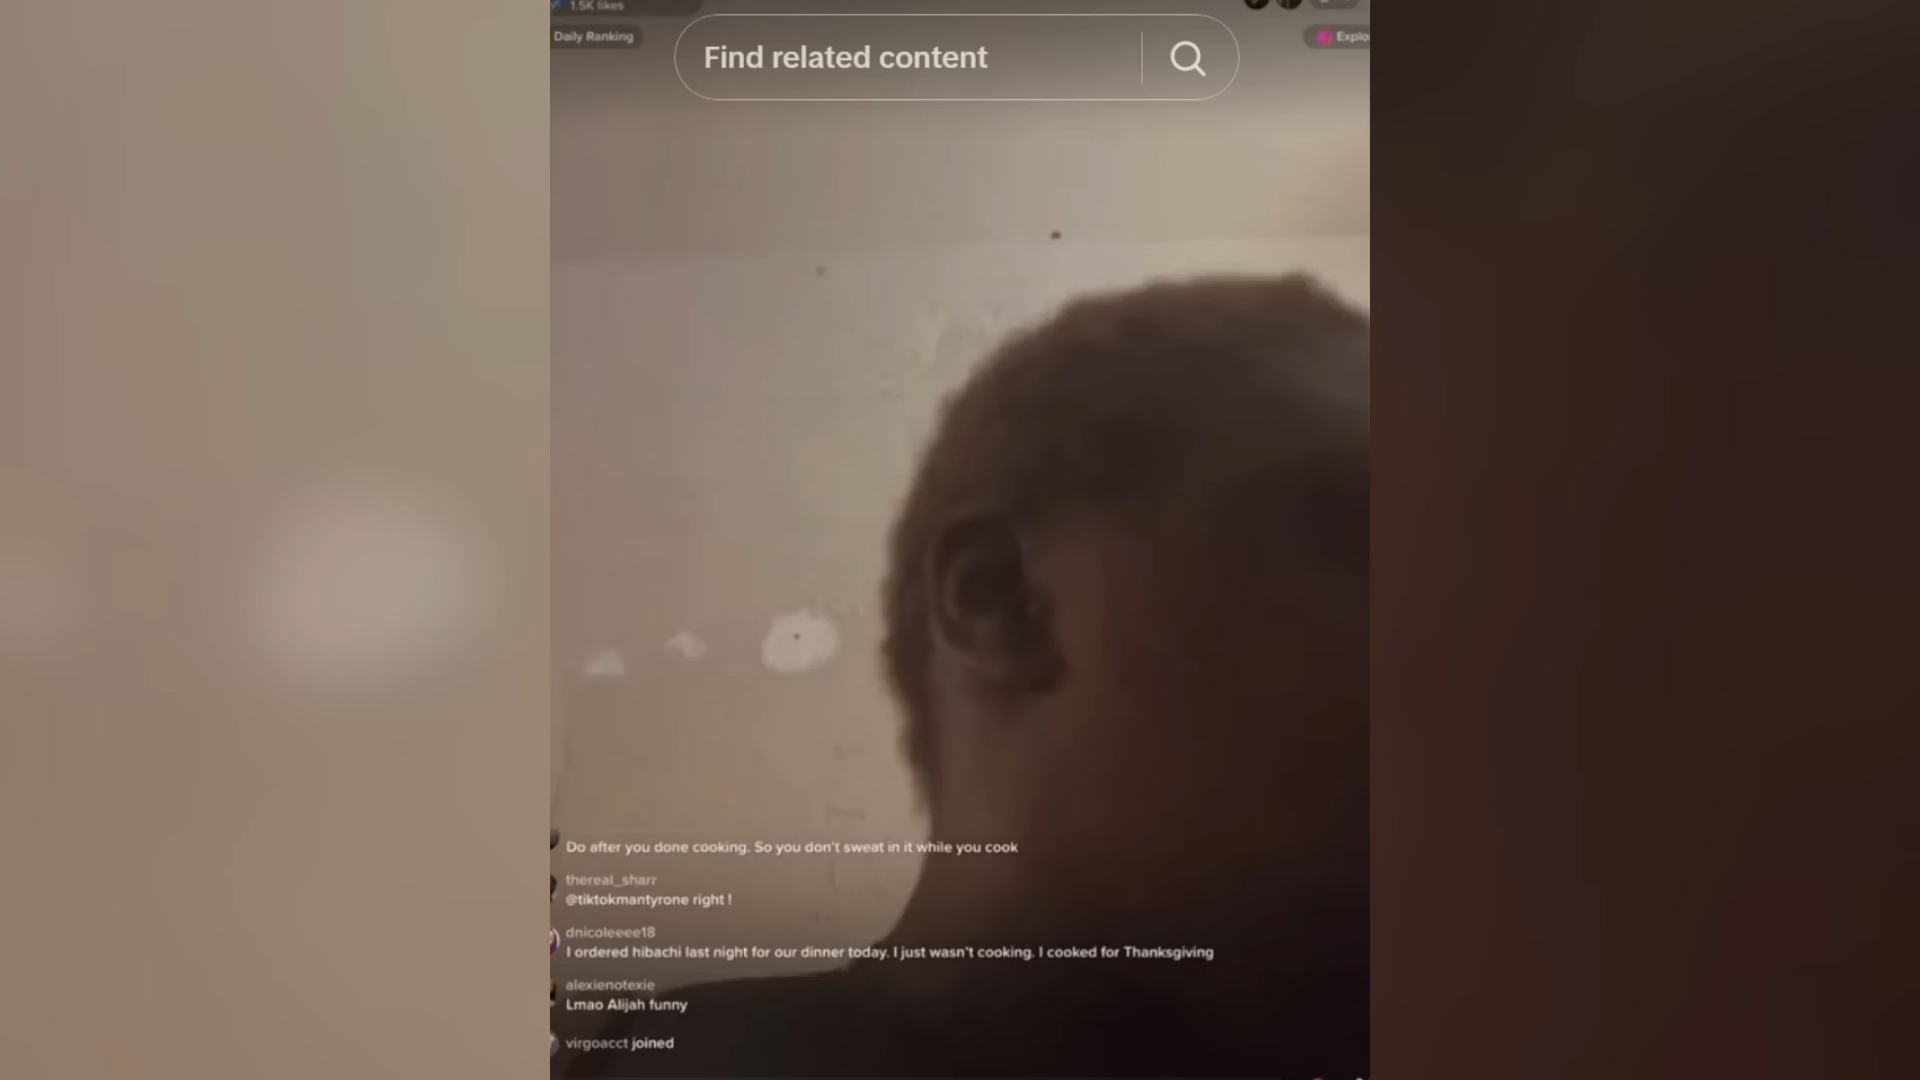 1.5K likes
Daily Ranking
Find related content
Explo
Do after you done cooking. So you don't sweat in it while you cook
thereal_sharr
@tiktokmantyrone right !
dnicoleeee18
I ordered hibachi last night for our dinner today. I just wasn't cooking. I cooked for Thanksgiving
alexienotexie
Lmao Alijah funny
virgoacct joined